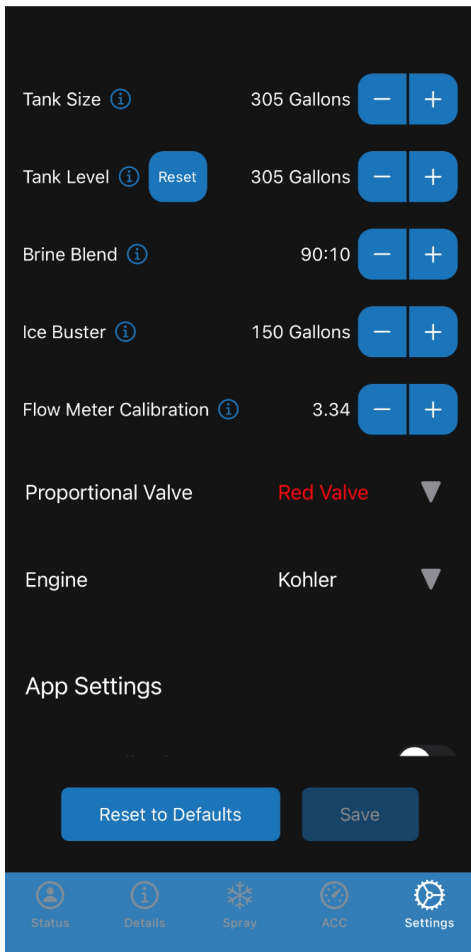 Tank Size 305 Gallons − +
Tank Level Reset 305 Gallons − +
Brine Blend 90:10 − +
Ice Buster 150 Gallons − +
Flow Meter Calibration 3.34 − +
Proportional Valve Red Valve
Engine Kohler
App Settings
Reset to Defaults Save
Status Details Spray ACC Settings